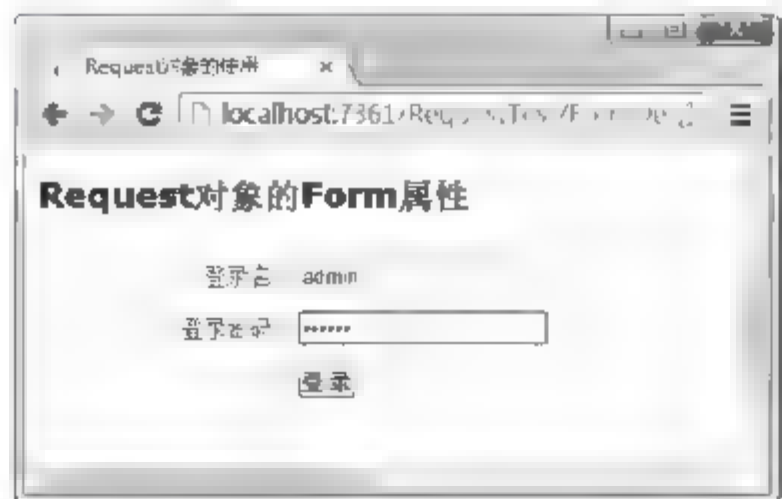 Request对象的使用 ×
localhost:7361/RequestTest/Form
Request对象的Form属性
登录名 admin
登录密码 ••••••
登录